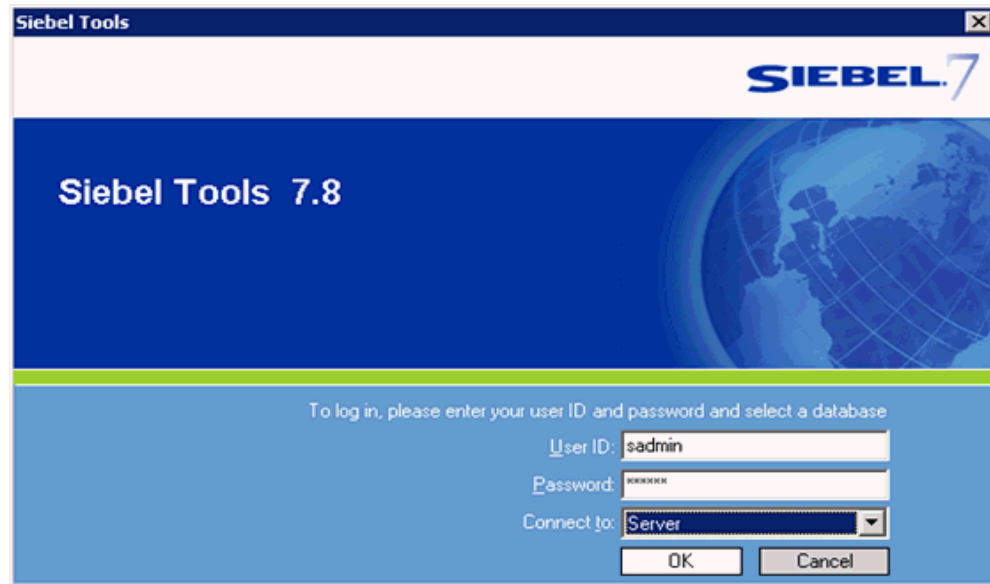 Siebel Tools
SIEBEL.7
Siebel Tools 7.8
To log in, please enter your user ID and password and select a database
User ID: sadmin
Password: ××××××
Connect to: Server
OK Cancel